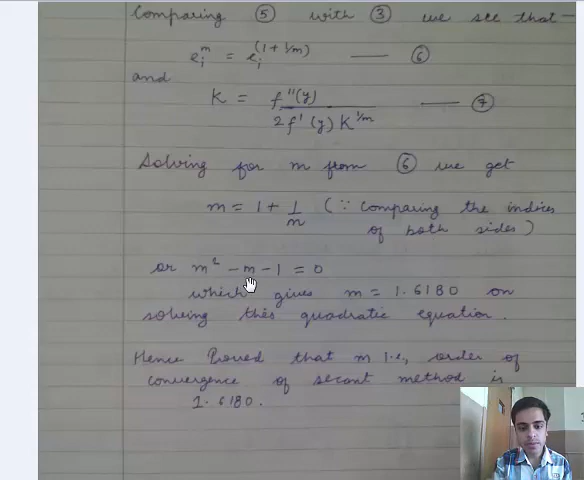 Comparing ⑤ with ③ we see that -
e_i^m = e_i^(1 + 1/m) —— ⑥
and
K = f''(y) / 2f'(y) K^1/m —— ⑦
Solving for m from ⑥ we get
m = 1 + 1/m (∵ comparing the indices
of both sides)
or m² - m - 1 = 0
which gives m = 1.6180 on
solving this quadratic equation.
Hence Proved that m i.e, order of
convergence of secant method is
1.6180.